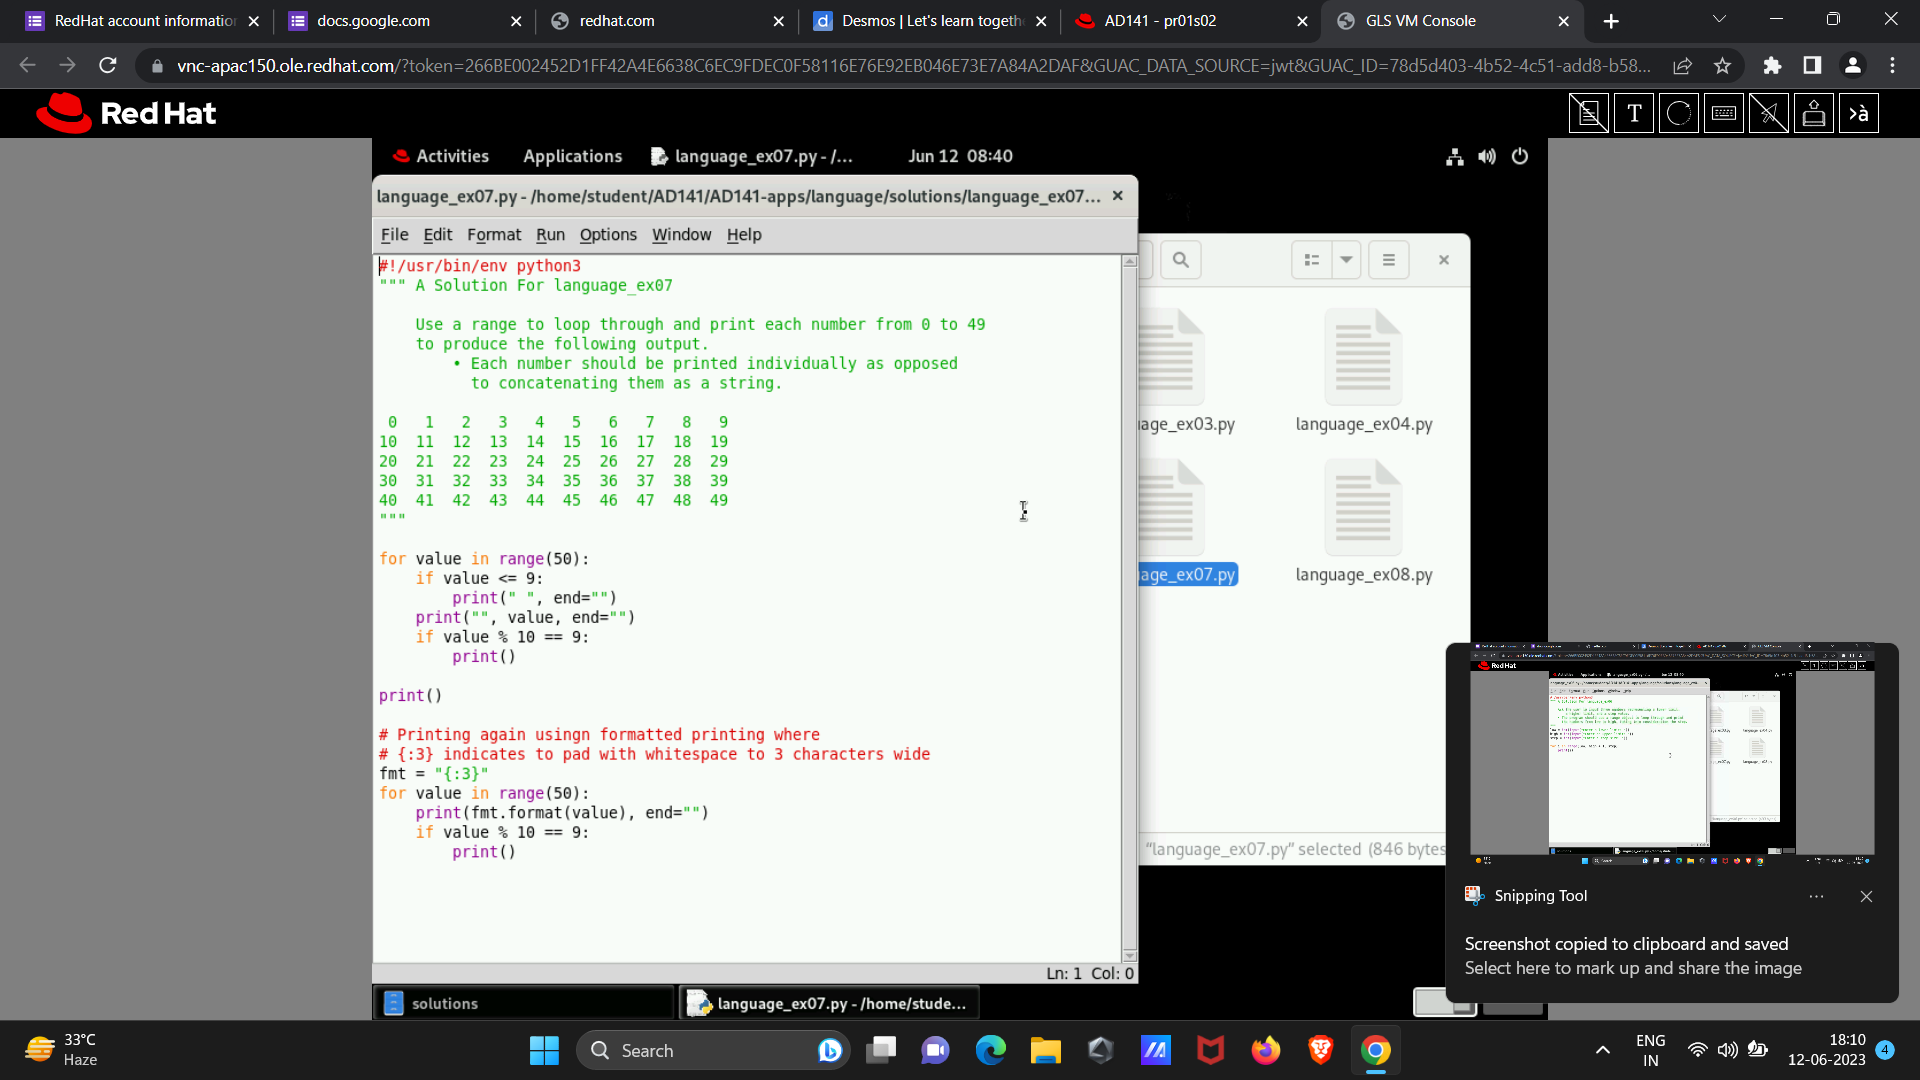 RedHat account informatio
docs.google.com
redhat.com
Desmos | Let's learn togeth
AD141 - pr01s02
GLS VM Console
vnc-apac150.ole.redhat.com/?token=266BE002452D1FF42A4E6638C6EC9FDEC0F58116E76E92EB046E73E7A84A2DAF&GUAC_DATA_SOURCE=jwt&GUAC_ID=78d5d403-4b52-4c51-add8-b58...
Red Hat
Activities Applications language_ex07.py - /... Jun 12 08:40
language_ex07.py - /home/student/AD141/AD141-apps/language/solutions/language_ex07...
File Edit Format Run Options Window Help
#!/usr/bin/env python3
""" A Solution For language_ex07
Use a range to loop through and print each number from 0 to 49
to produce the following output.
• Each number should be printed individually as opposed
to concatenating them as a string.
0 1 2 3 4 5 6 7 8 9
10 11 12 13 14 15 16 17 18 19
20 21 22 23 24 25 26 27 28 29
30 31 32 33 34 35 36 37 38 39
40 41 42 43 44 45 46 47 48 49
"""
for value in range(50):
if value <= 9:
print(" ", end="")
print("", value, end="")
if value % 10 == 9:
print()
print()
# Printing again usingn formatted printing where
# {:3} indicates to pad with whitespace to 3 characters wide
fmt = "{:3}"
for value in range(50):
print(fmt.format(value), end="")
if value % 10 == 9:
print()
Ln: 1 Col: 0
age_ex03.py
language_ex04.py
age_ex07.py
language_ex08.py
"language_ex07.py" selected (846 bytes
Snipping Tool
Screenshot copied to clipboard and saved
Select here to mark up and share the image
solutions
language_ex07.py - /home/stude...
33°C
Haze
Search
ENG
IN
18:10
12-06-2023
4